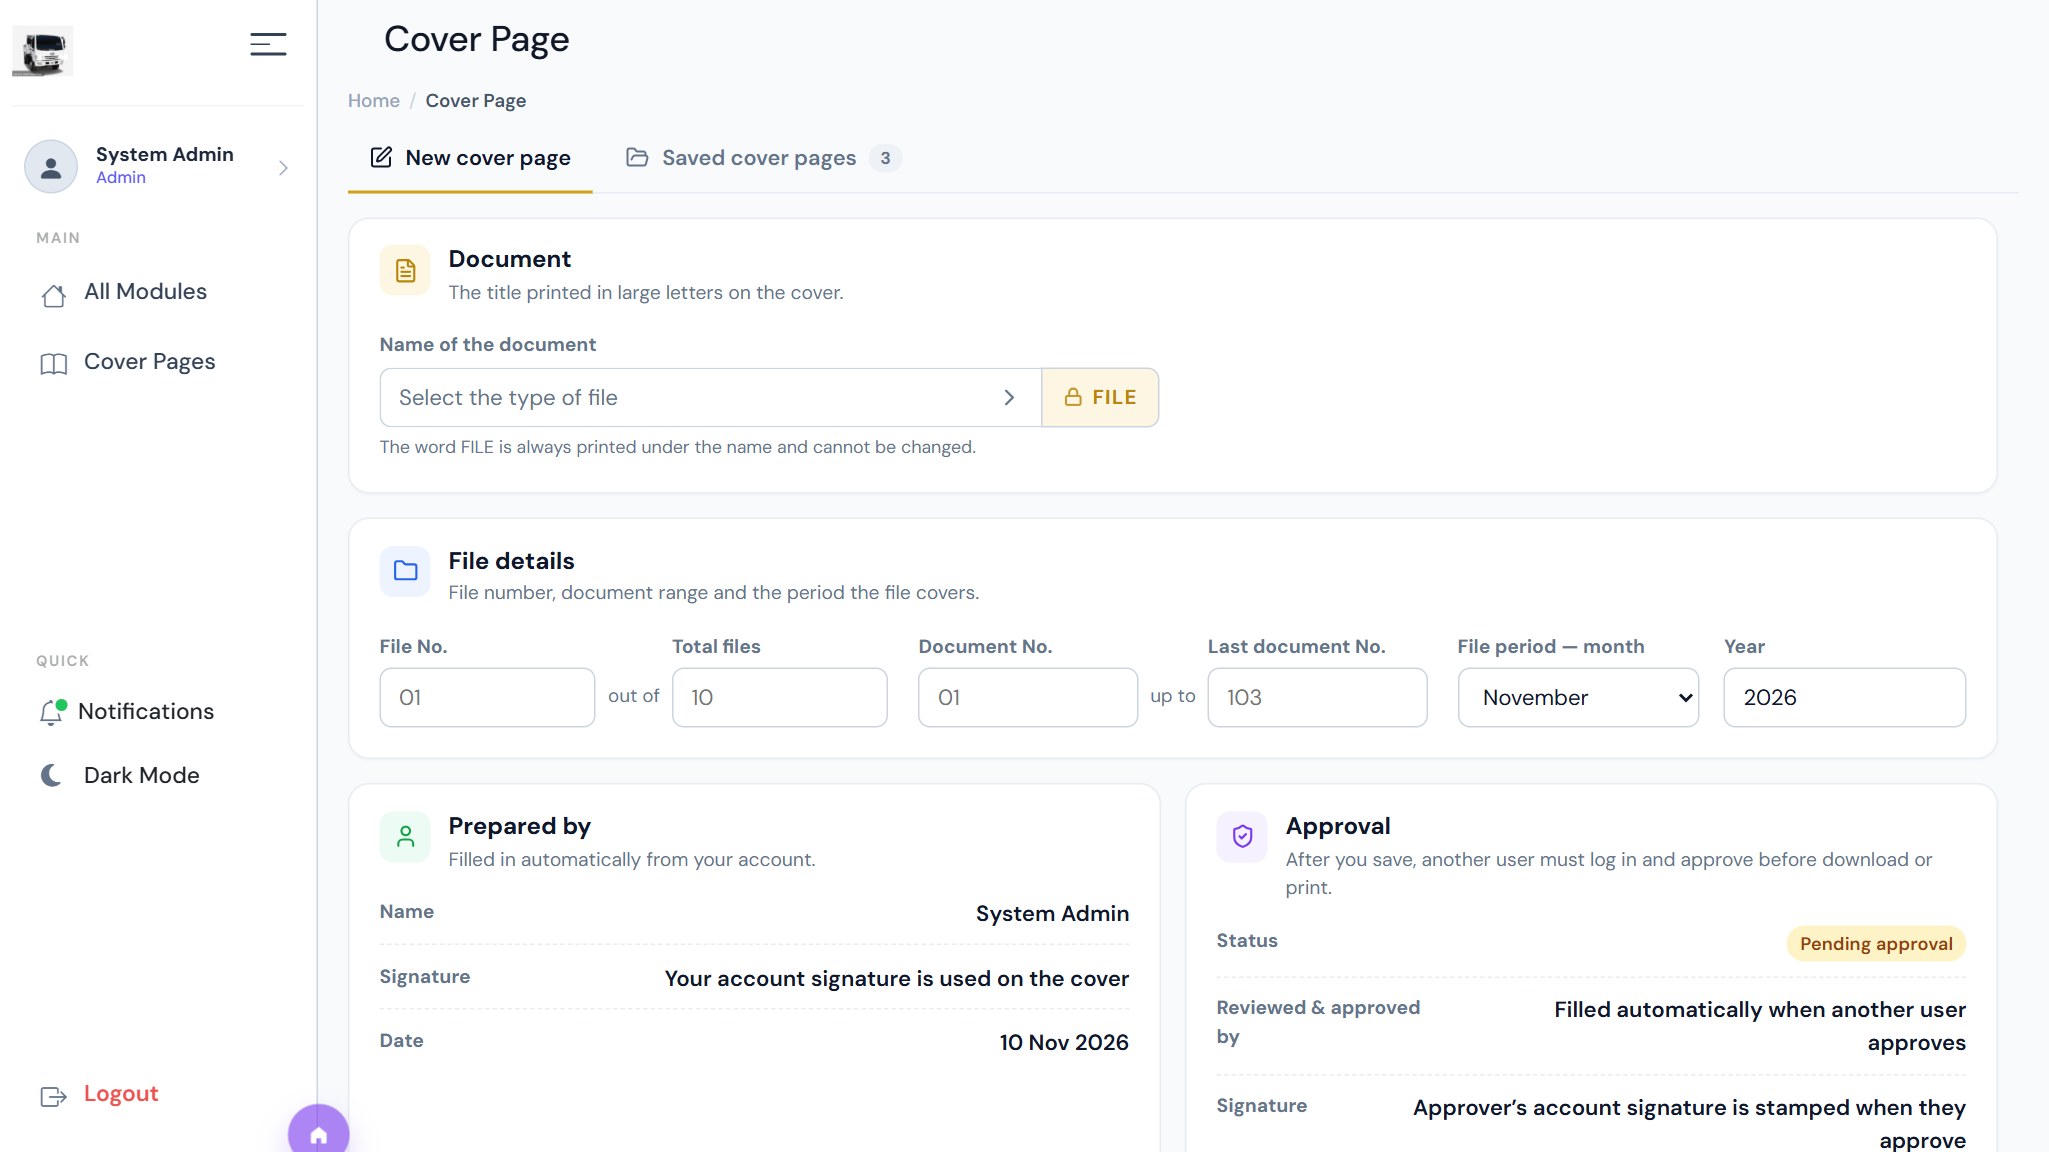 Cover Page
Home / Cover Page
System Admin
Admin
MAIN
All Modules
Cover Pages
QUICK
Notifications
Dark Mode
Logout
New cover page
Saved cover pages 3
Document
The title printed in large letters on the cover.
Name of the document
Select the type of file
FILE
The word FILE is always printed under the name and cannot be changed.
File details
File number, document range and the period the file covers.
File No. Total files Document No. Last document No. File period — month Year
01 out of 10 01 up to 103 November 2026
Prepared by
Filled in automatically from your account.
Name System Admin
Signature Your account signature is used on the cover
Date 10 Nov 2026
Approval
After you save, another user must log in and approve before download or
print.
Status Pending approval
Reviewed & approved
by
Filled automatically when another user
approves
Signature Approver’s account signature is stamped when they
approve